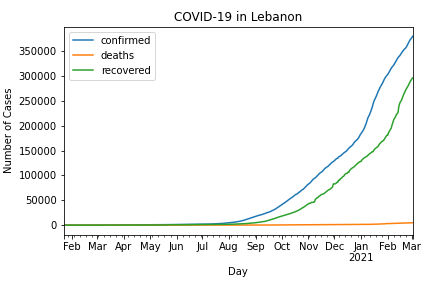 COVID-19 in Lebanon
confirmed
deaths
recovered
Number of Cases
350000
300000
250000
200000
150000
100000
50000
0
Feb Mar Apr May Jun Jul Aug Sep Oct Nov Dec Jan Feb Mar
2021
Day